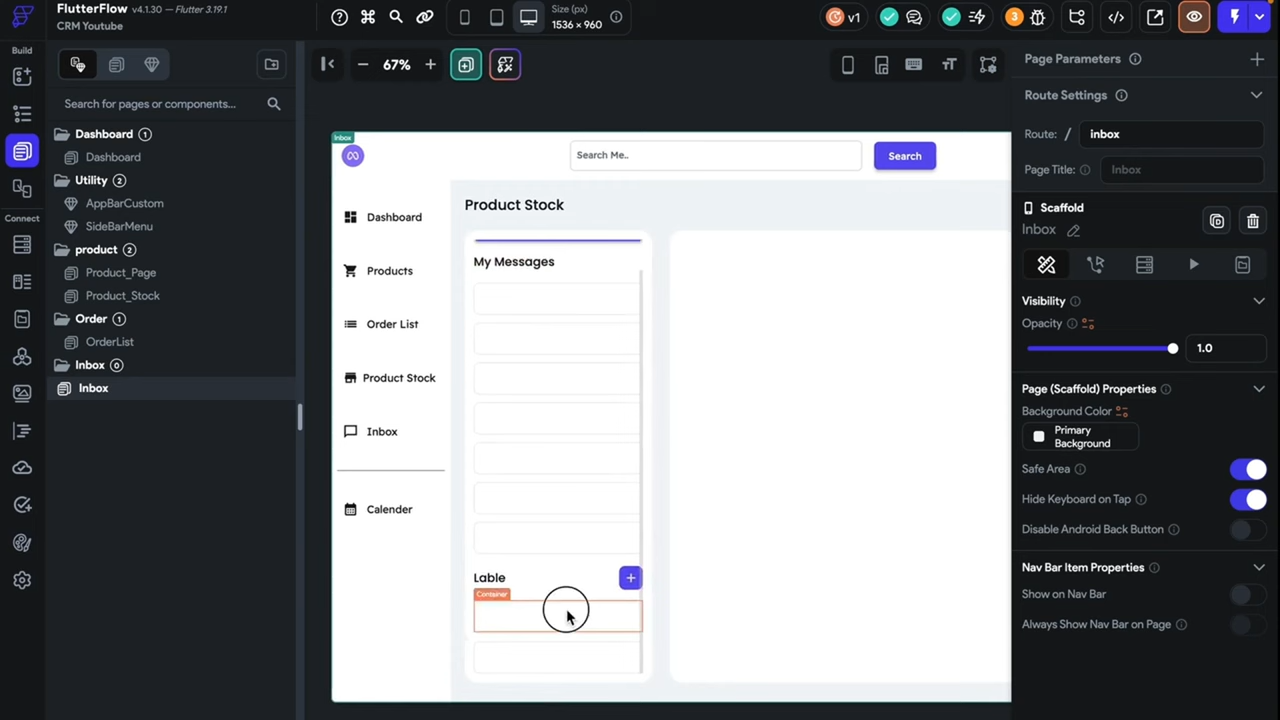 FlutterFlow v4.1.30 – Flutter 3.19.1
CRM Youtube
Size (px)
1536 × 960
v1
3
Build
67%
Page Parameters
Search for pages or components...
Dashboard (1)
Dashboard
Utility (2)
AppBarCustom
SideBarMenu
product (2)
Product_Page
Product_Stock
Order (1)
OrderList
Inbox (0)
Inbox
Connect
Inbox
Search Me..
Search
Dashboard
Products
Order List
Product Stock
Inbox
Calender
Product Stock
My Messages
Lable
Container
Route Settings
Route: / inbox
Page Title: Inbox
Scaffold
Inbox
Visibility
Opacity
1.0
Page (Scaffold) Properties
Background Color
Primary
Background
Safe Area
Hide Keyboard on Tap
Disable Android Back Button
Nav Bar Item Properties
Show on Nav Bar
Always Show Nav Bar on Page